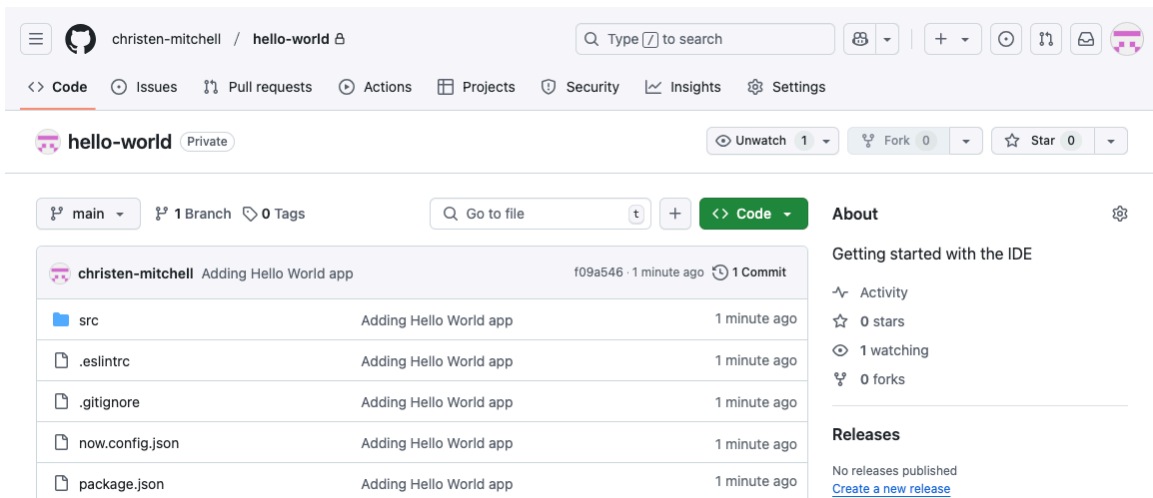 christen-mitchell / hello-world
Type / to search
Code Issues Pull requests Actions Projects Security Insights Settings
hello-world Private
Unwatch 1 Fork 0 Star 0
main 1 Branch 0 Tags
Go to file t
Code
About
christen-mitchell Adding Hello World app f09a546 · 1 minute ago 1 Commit
src Adding Hello World app 1 minute ago
.eslintrc Adding Hello World app 1 minute ago
.gitignore Adding Hello World app 1 minute ago
now.config.json Adding Hello World app 1 minute ago
package.json Adding Hello World app 1 minute ago
Getting started with the IDE
Activity
0 stars
1 watching
0 forks
Releases
No releases published
Create a new release